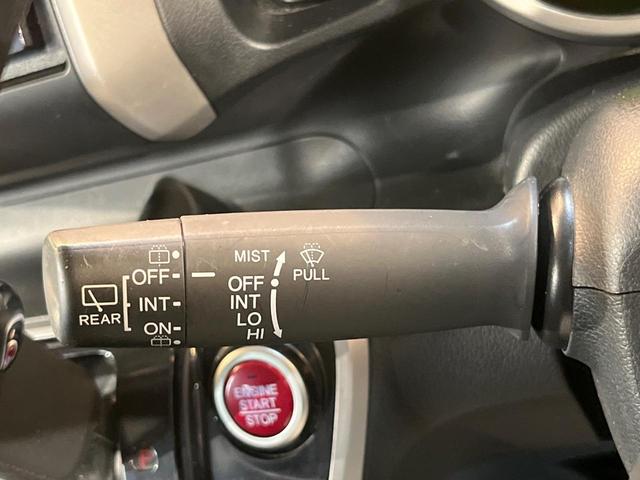 MIST
PULL
OFF
INT
LO
HI
REAR
OFF
INT
ON
ENGINE
START
STOP